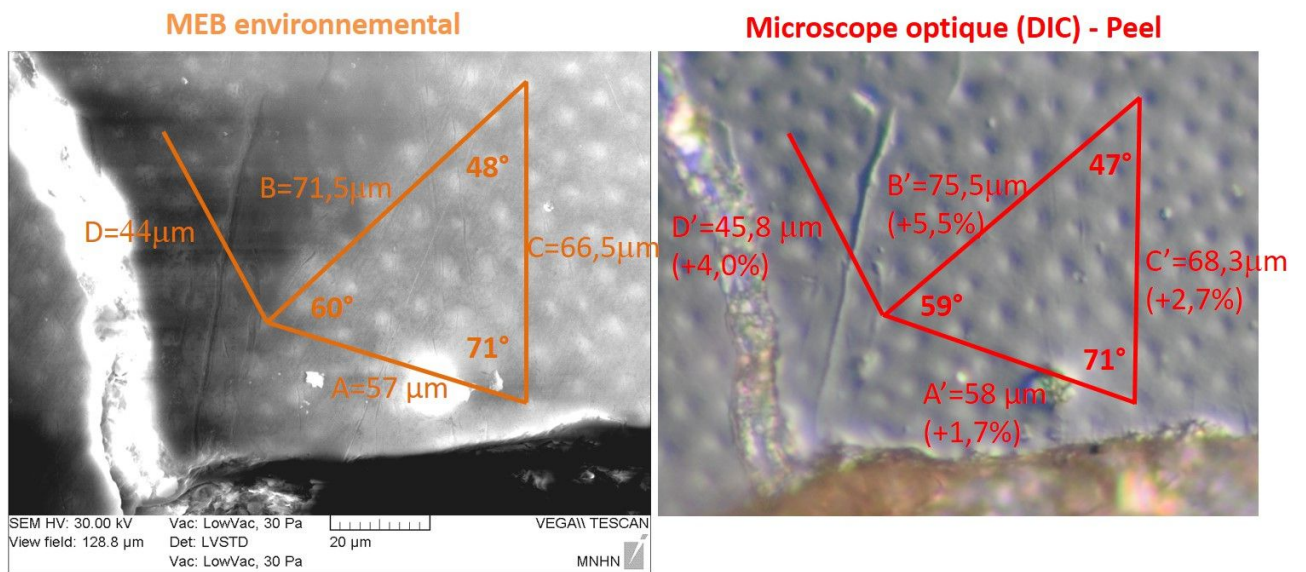 MEB environnemental
48°
B=71,5µm
D=44µm
C=66,5µm
60°
71°
A=57 µm
SEM HV: 30.00 kV
Vac: LowVac, 30 Pa
VEGA\\ TESCAN
View field: 128.8 µm
Det: LVSTD
20 µm
Vac: LowVac, 30 Pa
MNHN
Microscope optique (DIC) - Peel
47°
B’=75,5µm
(+5,5%)
D’=45,8 µm
(+4,0%)
C’=68,3µm
(+2,7%)
59°
71°
A’=58 µm
(+1,7%)